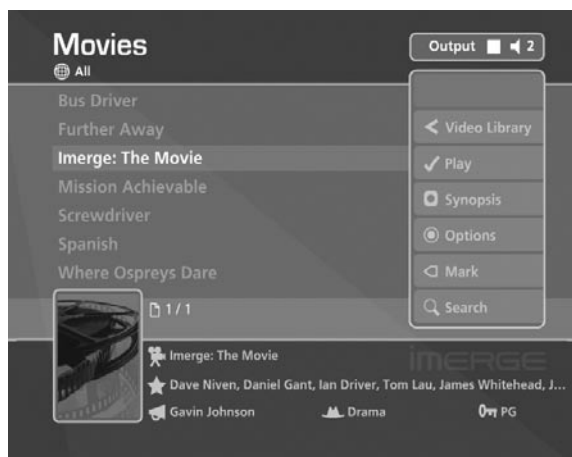 Movies
Output 2
All
Bus Driver
Further Away
Imerge: The Movie
Mission Achievable
Screwdriver
Spanish
Where Ospreys Dare
Video Library
Play
Synopsis
Options
Mark
Search
1 / 1
Imerge: The Movie
imerge
Dave Niven, Daniel Gant, Ian Driver, Tom Lau, James Whitehead, J...
Gavin Johnson
Drama
PG